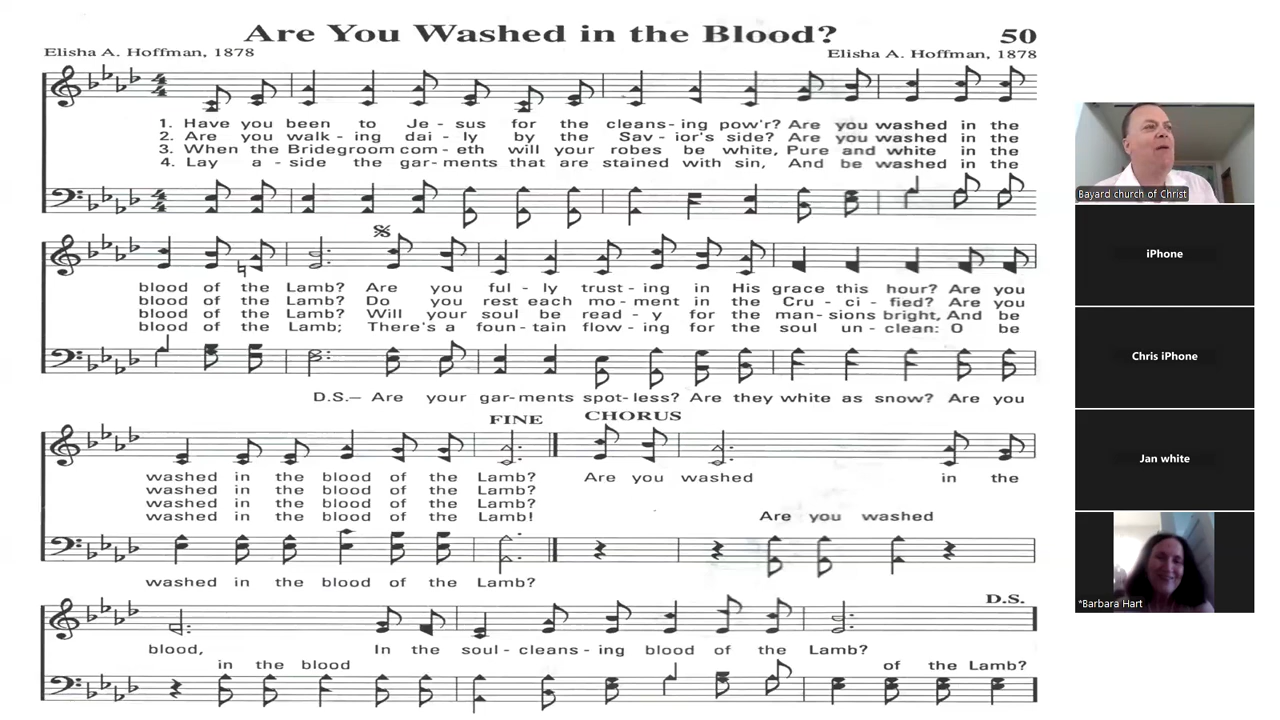 Are You Washed in the Blood? 50
Elisha A. Hoffman, 1878 Elisha A. Hoffman, 1878
1. Have you been to Je - sus for the cleans - ing pow'r? Are you washed in the
2. Are you walk - ing dai - ly by the Sav - ior's side? Are you washed in the
3. When the Bridegroom com - eth will your robes be white, Pure and white in the
4. Lay a - side the gar - ments that are stained with sin, And be washed in the
blood of the Lamb? Are you ful - ly trust - ing in His grace this hour? Are you
blood of the Lamb? Do you rest each mo - ment in the Cru - ci - fied? Are you
blood of the Lamb? Will your soul be read - y for the man - sions bright, And be
blood of the Lamb; There's a foun - tain flow - ing for the soul un - clean: O be
D.S.— Are your gar - ments spot - less? Are they white as snow? Are you
FINE CHORUS
washed in the blood of the Lamb? Are you washed in the
washed in the blood of the Lamb?
washed in the blood of the Lamb?
washed in the blood of the Lamb! Are you washed
washed in the blood of the Lamb?
D.S.
blood, In the soul - cleans - ing blood of the Lamb?
in the blood of the Lamb?
Bayard church of Christ
iPhone
Chris iPhone
Jan white
*Barbara Hart